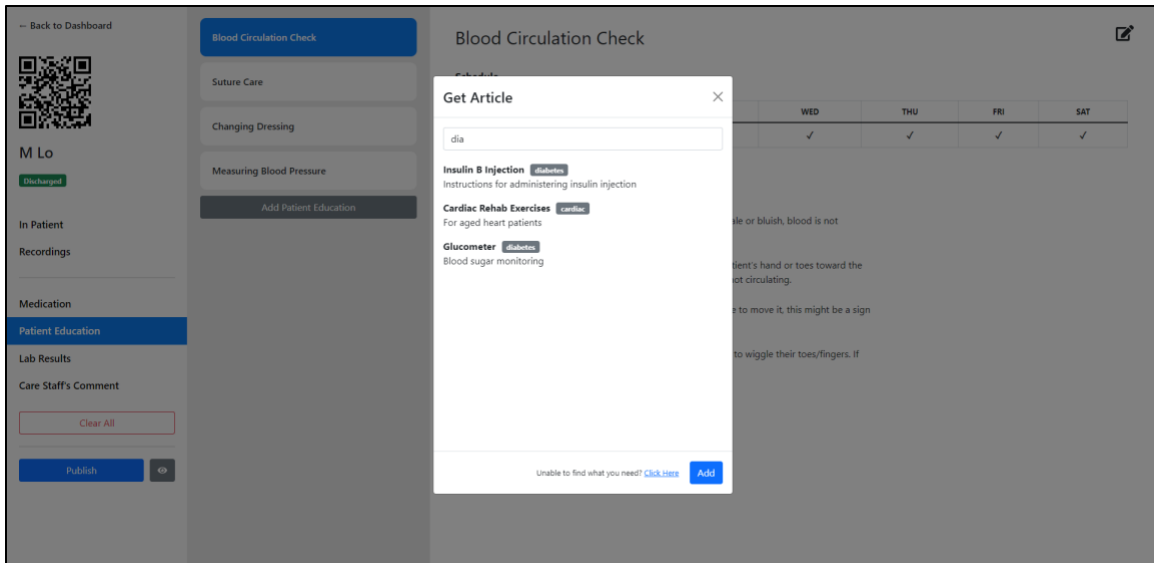 ← Back to Dashboard
M Lo
Discharged
In Patient
Recordings
Medication
Patient Education
Lab Results
Care Staff's Comment
Clear All
Publish
Blood Circulation Check
Suture Care
Changing Dressing
Measuring Blood Pressure
Add Patient Education
Blood Circulation Check
Schedule
WED THU FRI SAT
✓ ✓ ✓ ✓
ale or bluish, blood is not
tient's hand or toes toward the
not circulating.
e to move it, this might be a sign
to wiggle their toes/fingers. If
Get Article
dia
Insulin B Injection diabetes
Instructions for administering insulin injection
Cardiac Rehab Exercises cardiac
For aged heart patients
Glucometer diabetes
Blood sugar monitoring
Unable to find what you need? Click Here
Add